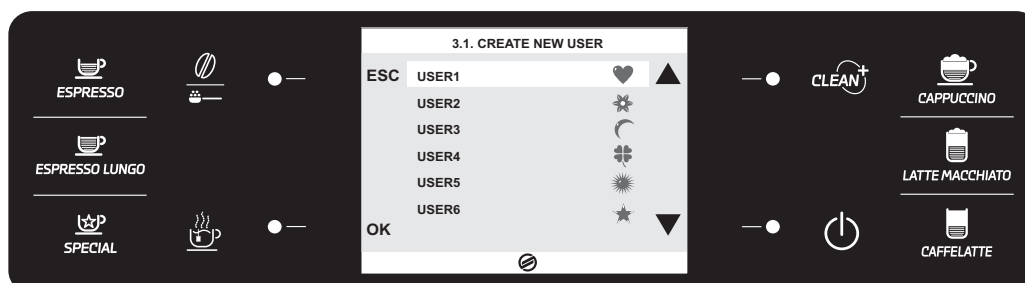 3.1. CREATE NEW USER
ESC
USER1
USER2
USER3
USER4
USER5
USER6
OK
ESPRESSO
ESPRESSO LUNGO
SPECIAL
CLEAN+
CAPPUCCINO
LATTE MACCHIATO
CAFFELATTE